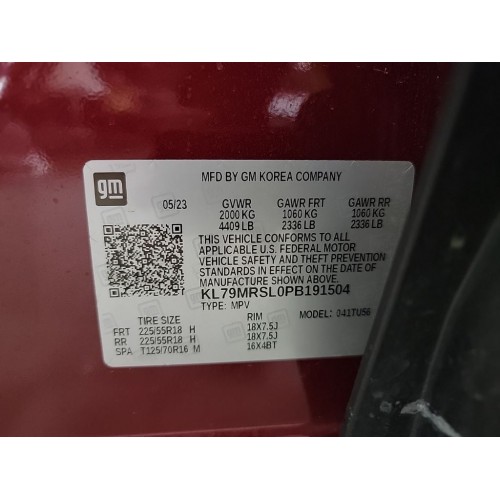 gm
MFD BY GM KOREA COMPANY
05/23 GVWR GAWR FRT GAWR RR
2000 KG 1060 KG 1060 KG
4409 LB 2336 LB 2336 LB
THIS VEHICLE CONFORMS TO ALL
APPLICABLE U.S. FEDERAL MOTOR
VEHICLE SAFETY AND THEFT PREVENTION
STANDARDS IN EFFECT ON THE DATE OF
MANUFACTURE SHOWN ABOVE.
KL79MRSL0PB191504
TYPE: MPV MODEL: 041TU56
TIRE SIZE RIM
FRT 225/55R18 H 18X7.5J
RR 225/55R18 H 18X7.5J
SPA T125/70R16 M 16X4BT